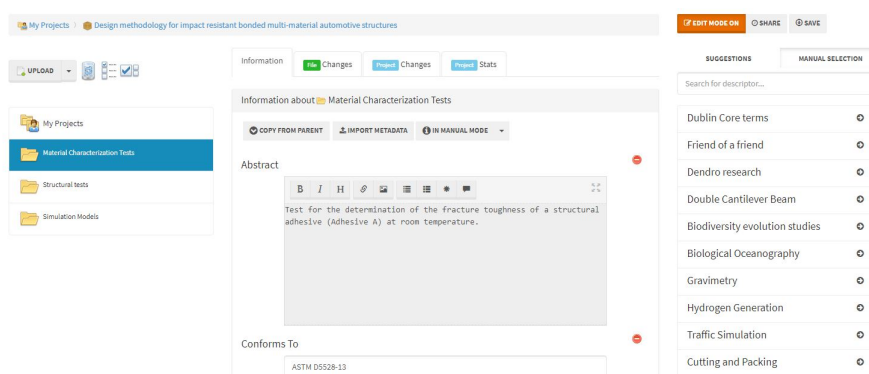 My Projects
Design methodology for impact resistant bonded multi-material automotive structures
EDIT MODE ON
SHARE
SAVE
UPLOAD
My Projects
Material Characterization Tests
Structural tests
Simulation Models
Information
File Changes
Project Changes
Project Stats
Information about Material Characterization Tests
COPY FROM PARENT
IMPORT METADATA
IN MANUAL MODE
Abstract
B I H
Test for the determination of the fracture toughness of a structural
adhesive (Adhesive A) at room temperature.
Conforms To
ASTM D5528-13
SUGGESTIONS
MANUAL SELECTION
Search for descriptor...
Dublin Core terms
Friend of a friend
Dendro research
Double Cantilever Beam
Biodiversity evolution studies
Biological Oceanography
Gravimetry
Hydrogen Generation
Traffic Simulation
Cutting and Packing